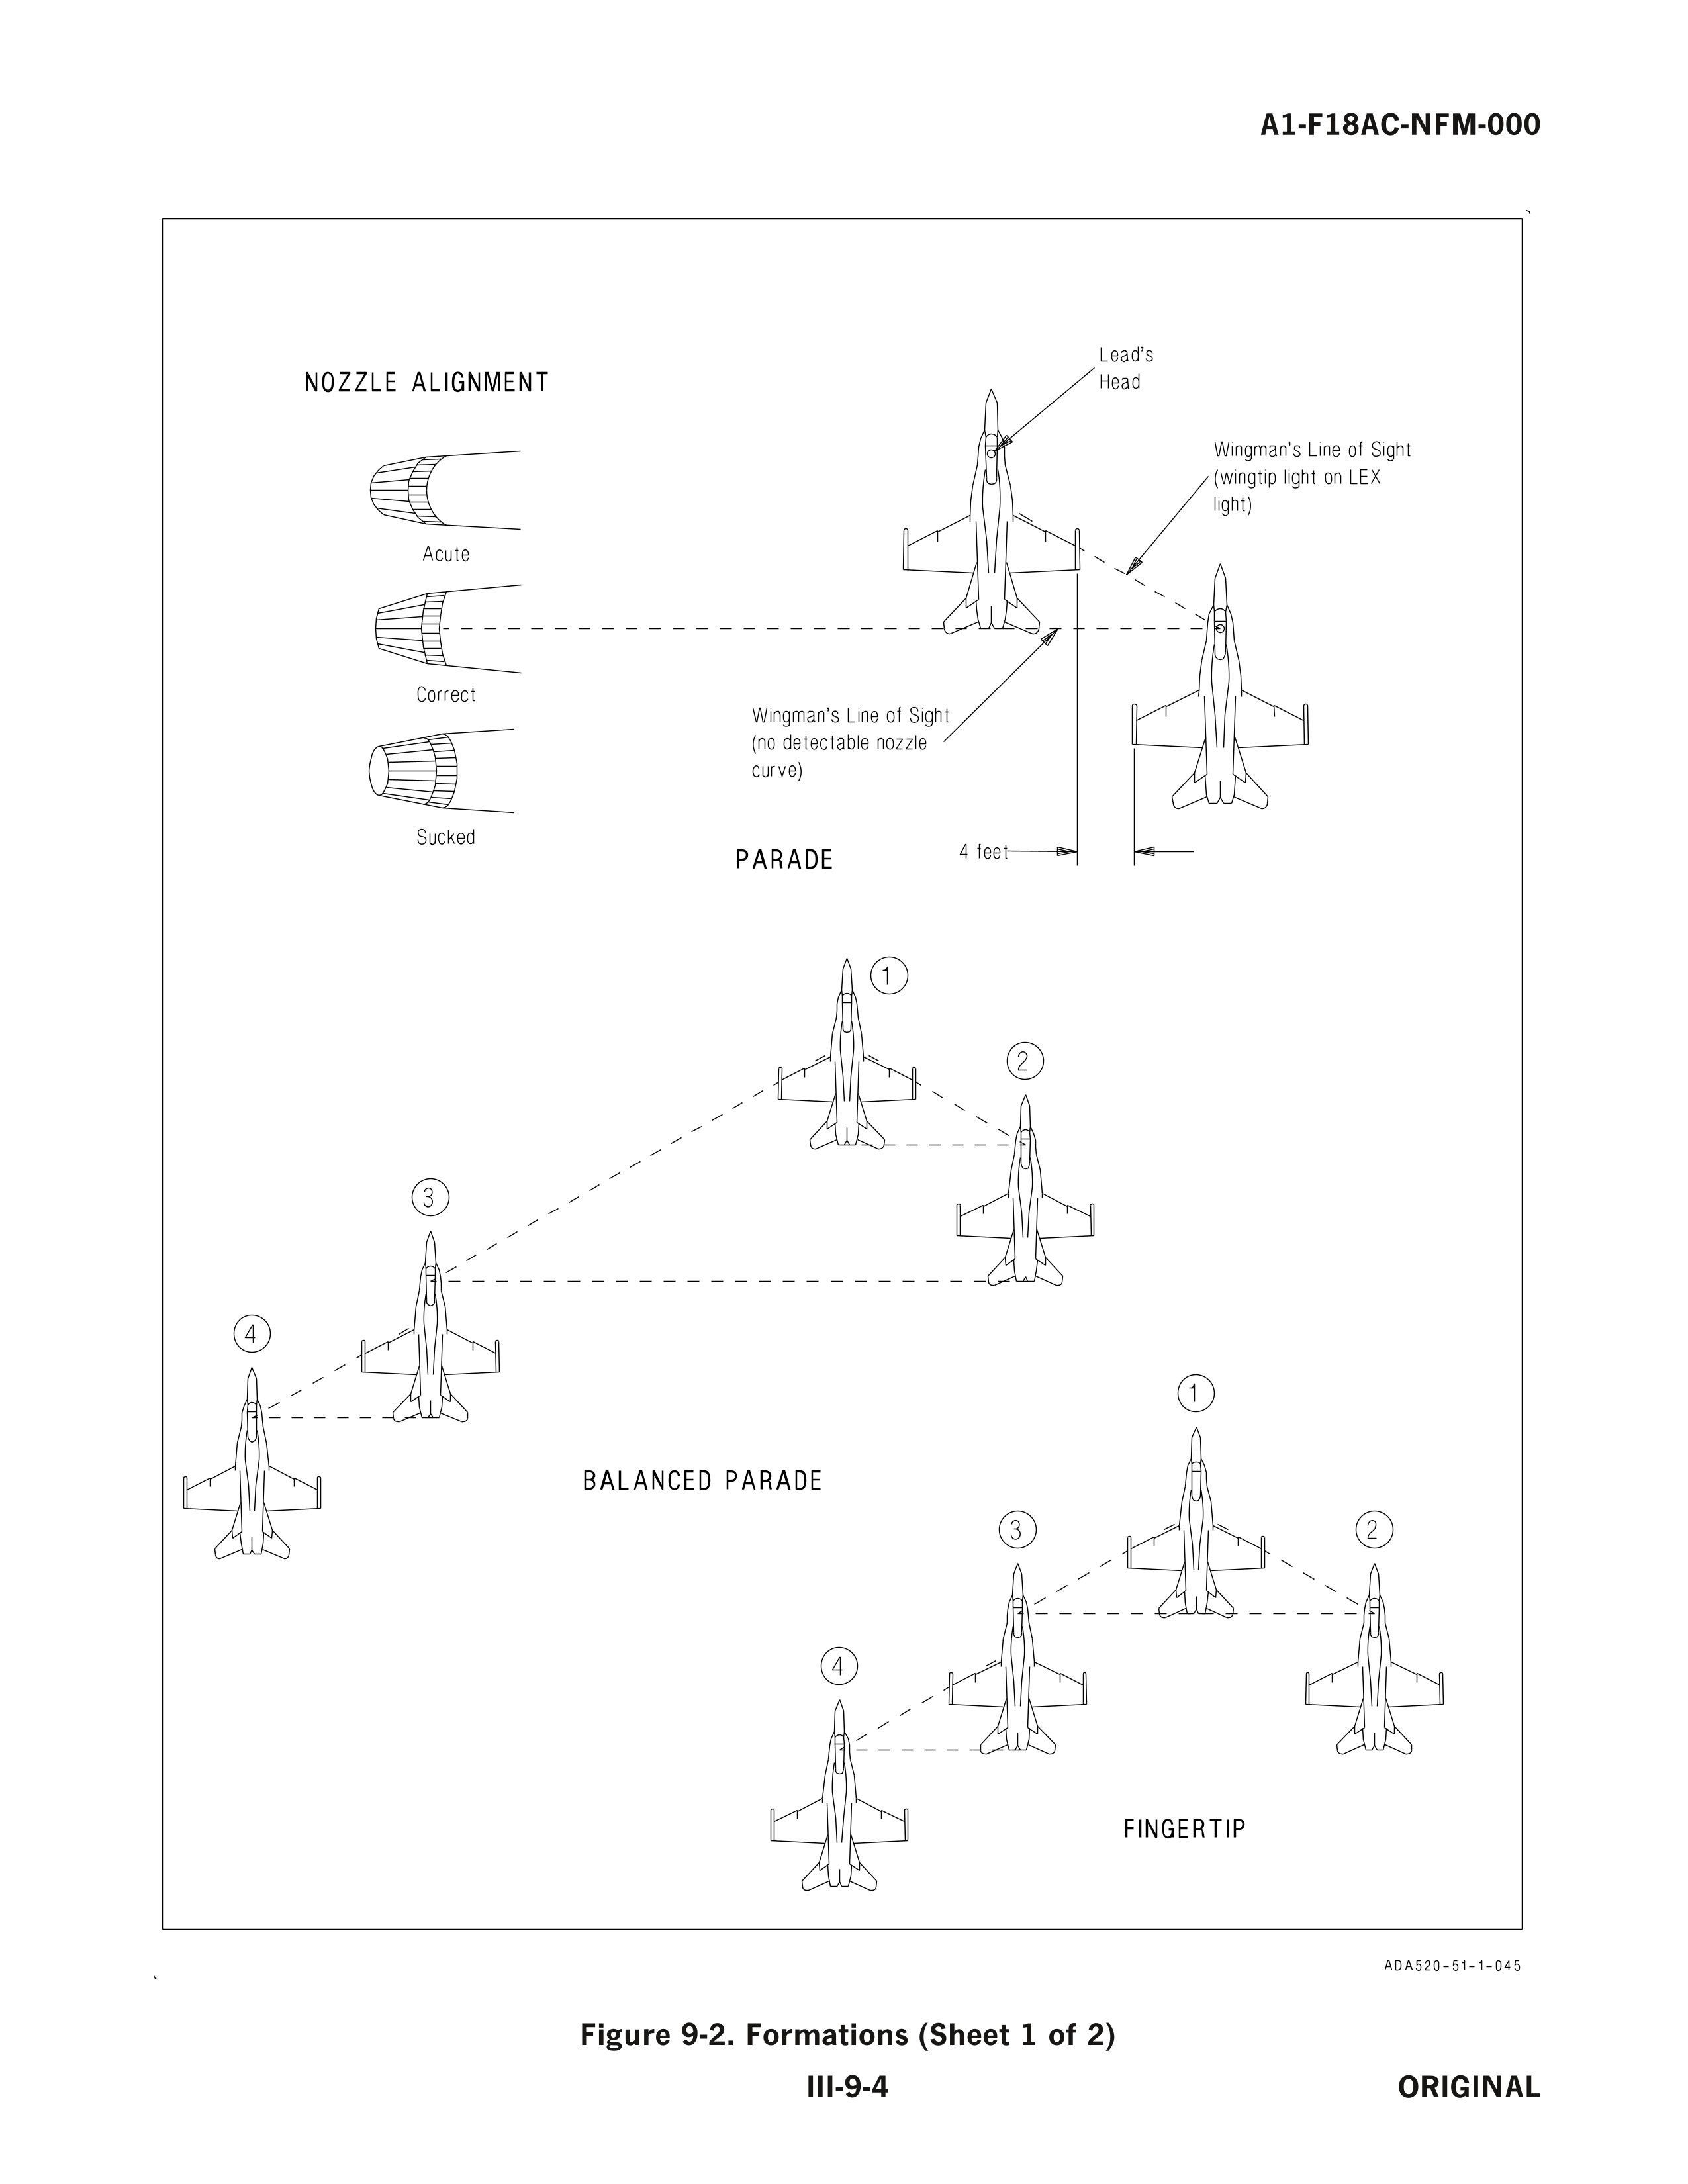 A1-F18AC-NFM-000
NOZZLE ALIGNMENT
Acute
Correct
Sucked
Lead's
Head
Wingman's Line of Sight
(wingtip light on LEX
light)
Wingman's Line of Sight
(no detectable nozzle
curve)
4 feet
PARADE
1
2
3
4
BALANCED PARADE
1
3
2
4
FINGERTIP
ADA520-51-1-045
Figure 9-2. Formations (Sheet 1 of 2)
III-9-4
ORIGINAL